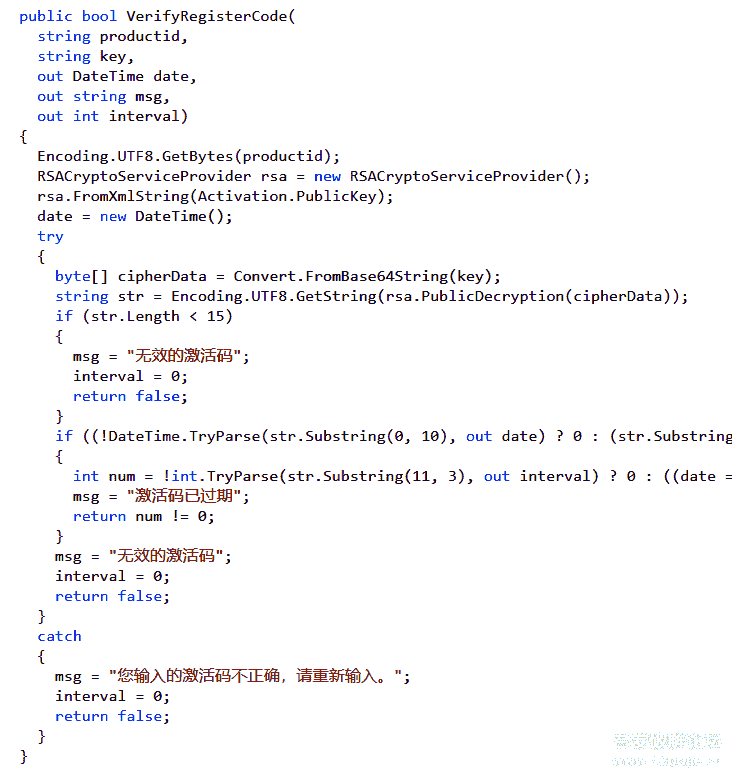 public bool VerifyRegisterCode(
string productid,
string key,
out DateTime date,
out string msg,
out int interval)
{
Encoding.UTF8.GetBytes(productid);
RSACryptoServiceProvider rsa = new RSACryptoServiceProvider();
rsa.FromXmlString(Activation.PublicKey);
date = new DateTime();
try
{
byte[] cipherData = Convert.FromBase64String(key);
string str = Encoding.UTF8.GetString(rsa.PublicDecryption(cipherData));
if (str.Length < 15)
{
msg = "无效的激活码";
interval = 0;
return false;
}
if ((!DateTime.TryParse(str.Substring(0, 10), out date) ? 0 : (str.Substring
{
int num = !int.TryParse(str.Substring(11, 3), out interval) ? 0 : ((date =
msg = "激活码已过期";
return num != 0;
}
msg = "无效的激活码";
interval = 0;
return false;
}
catch
{
msg = "您输入的激活码不正确，请重新输入。";
interval = 0;
return false;
}
}